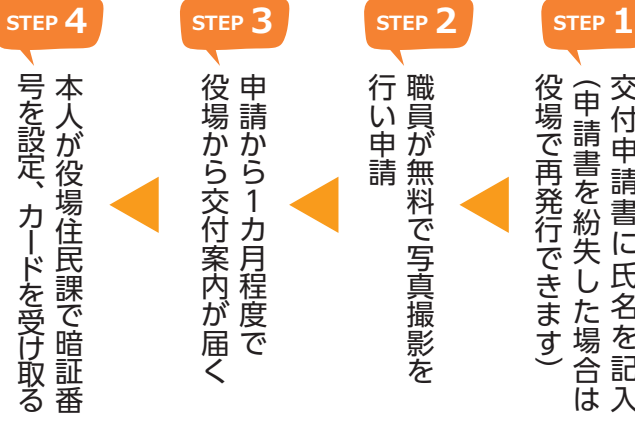 STEP 1
交付申請書に氏名を記入
(申請書を紛失した場合は
役場で再発行できます)
STEP 2
職員が無料で写真撮影を
行い申請
STEP 3
申請から1カ月程度で
役場から交付案内が届く
STEP 4
本人が役場住民課で暗証番
号を設定、カードを受け取る